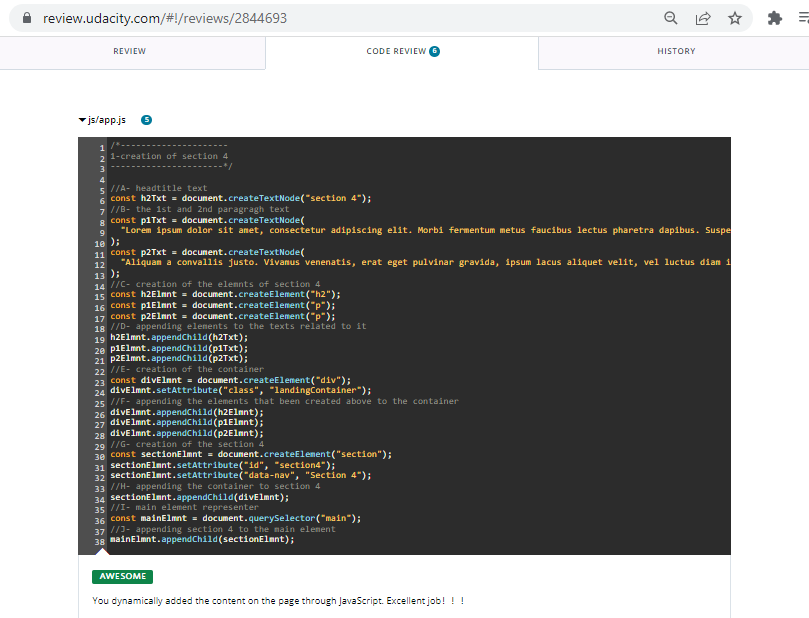 review.udacity.com/#!/reviews/2844693
REVIEW
CODE REVIEW 6
HISTORY
js/app.js 5
1 /*---------------------
2 1-creation of section 4
3 ----------------------*/
4
5 //A- headtitle text
6 const h2Txt = document.createTextNode("section 4");
7 //B- the 1st and 2nd paragragh text
8 const p1Txt = document.createTextNode(
9 "Lorem ipsum dolor sit amet, consectetur adipiscing elit. Morbi fermentum metus faucibus lectus pharetra dapibus. Suspe
10 );
11 const p2Txt = document.createTextNode(
12 "Aliquam a convallis justo. Vivamus venenatis, erat eget pulvinar gravida, ipsum lacus aliquet velit, vel luctus diam i
13 );
14 //C- creation of the elemnts of section 4
15 const h2Elmnt = document.createElement("h2");
16 const p1Elmnt = document.createElement("p");
17 const p2Elmnt = document.createElement("p");
18 //D- appending elements to the texts related to it
19 h2Elmnt.appendChild(h2Txt);
20 p1Elmnt.appendChild(p1Txt);
21 p2Elmnt.appendChild(p2Txt);
22 //E- creation of the container
23 const divElmnt = document.createElement("div");
24 divElmnt.setAttribute("class", "landingContainer");
25 //F- appending the elements that been created above to the container
26 divElmnt.appendChild(h2Elmnt);
27 divElmnt.appendChild(p1Elmnt);
28 divElmnt.appendChild(p2Elmnt);
29 //G- creation of the section 4
30 const sectionElmnt = document.createElement("section");
31 sectionElmnt.setAttribute("id", "section4");
32 sectionElmnt.setAttribute("data-nav", "Section 4");
33 //H- appending the container to section 4
34 sectionElmnt.appendChild(divElmnt);
35 //I- main element representer
36 const mainElmnt = document.querySelector("main");
37 //J- appending section 4 to the main element
38 mainElmnt.appendChild(sectionElmnt);
AWESOME
You dynamically added the content on the page through JavaScript. Excellent job! ! !